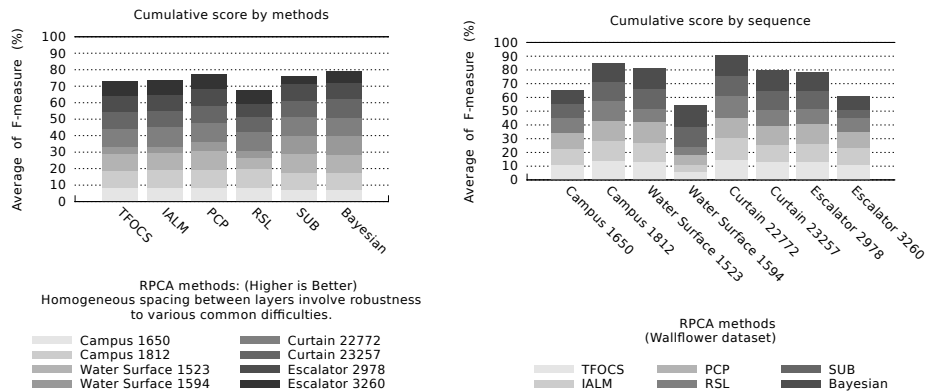 Cumulative score by methods
Average of F-measure (%)
100
90
80
70
60
50
40
30
20
10
0
TFOCS
IALM
PCP
RSL
SUB
Bayesian
RPCA methods: (Higher is Better)
Homogeneous spacing between layers involve robustness
to various common difficulties.
Campus 1650
Campus 1812
Water Surface 1523
Water Surface 1594
Curtain 22772
Curtain 23257
Escalator 2978
Escalator 3260
Cumulative score by sequence
Average of F-measure (%)
100
90
80
70
60
50
40
30
20
10
0
Campus 1650
Campus 1812
Water Surface 1523
Water Surface 1594
Curtain 22772
Curtain 23257
Escalator 2978
Escalator 3260
RPCA methods
(Wallflower dataset)
TFOCS
IALM
PCP
RSL
SUB
Bayesian